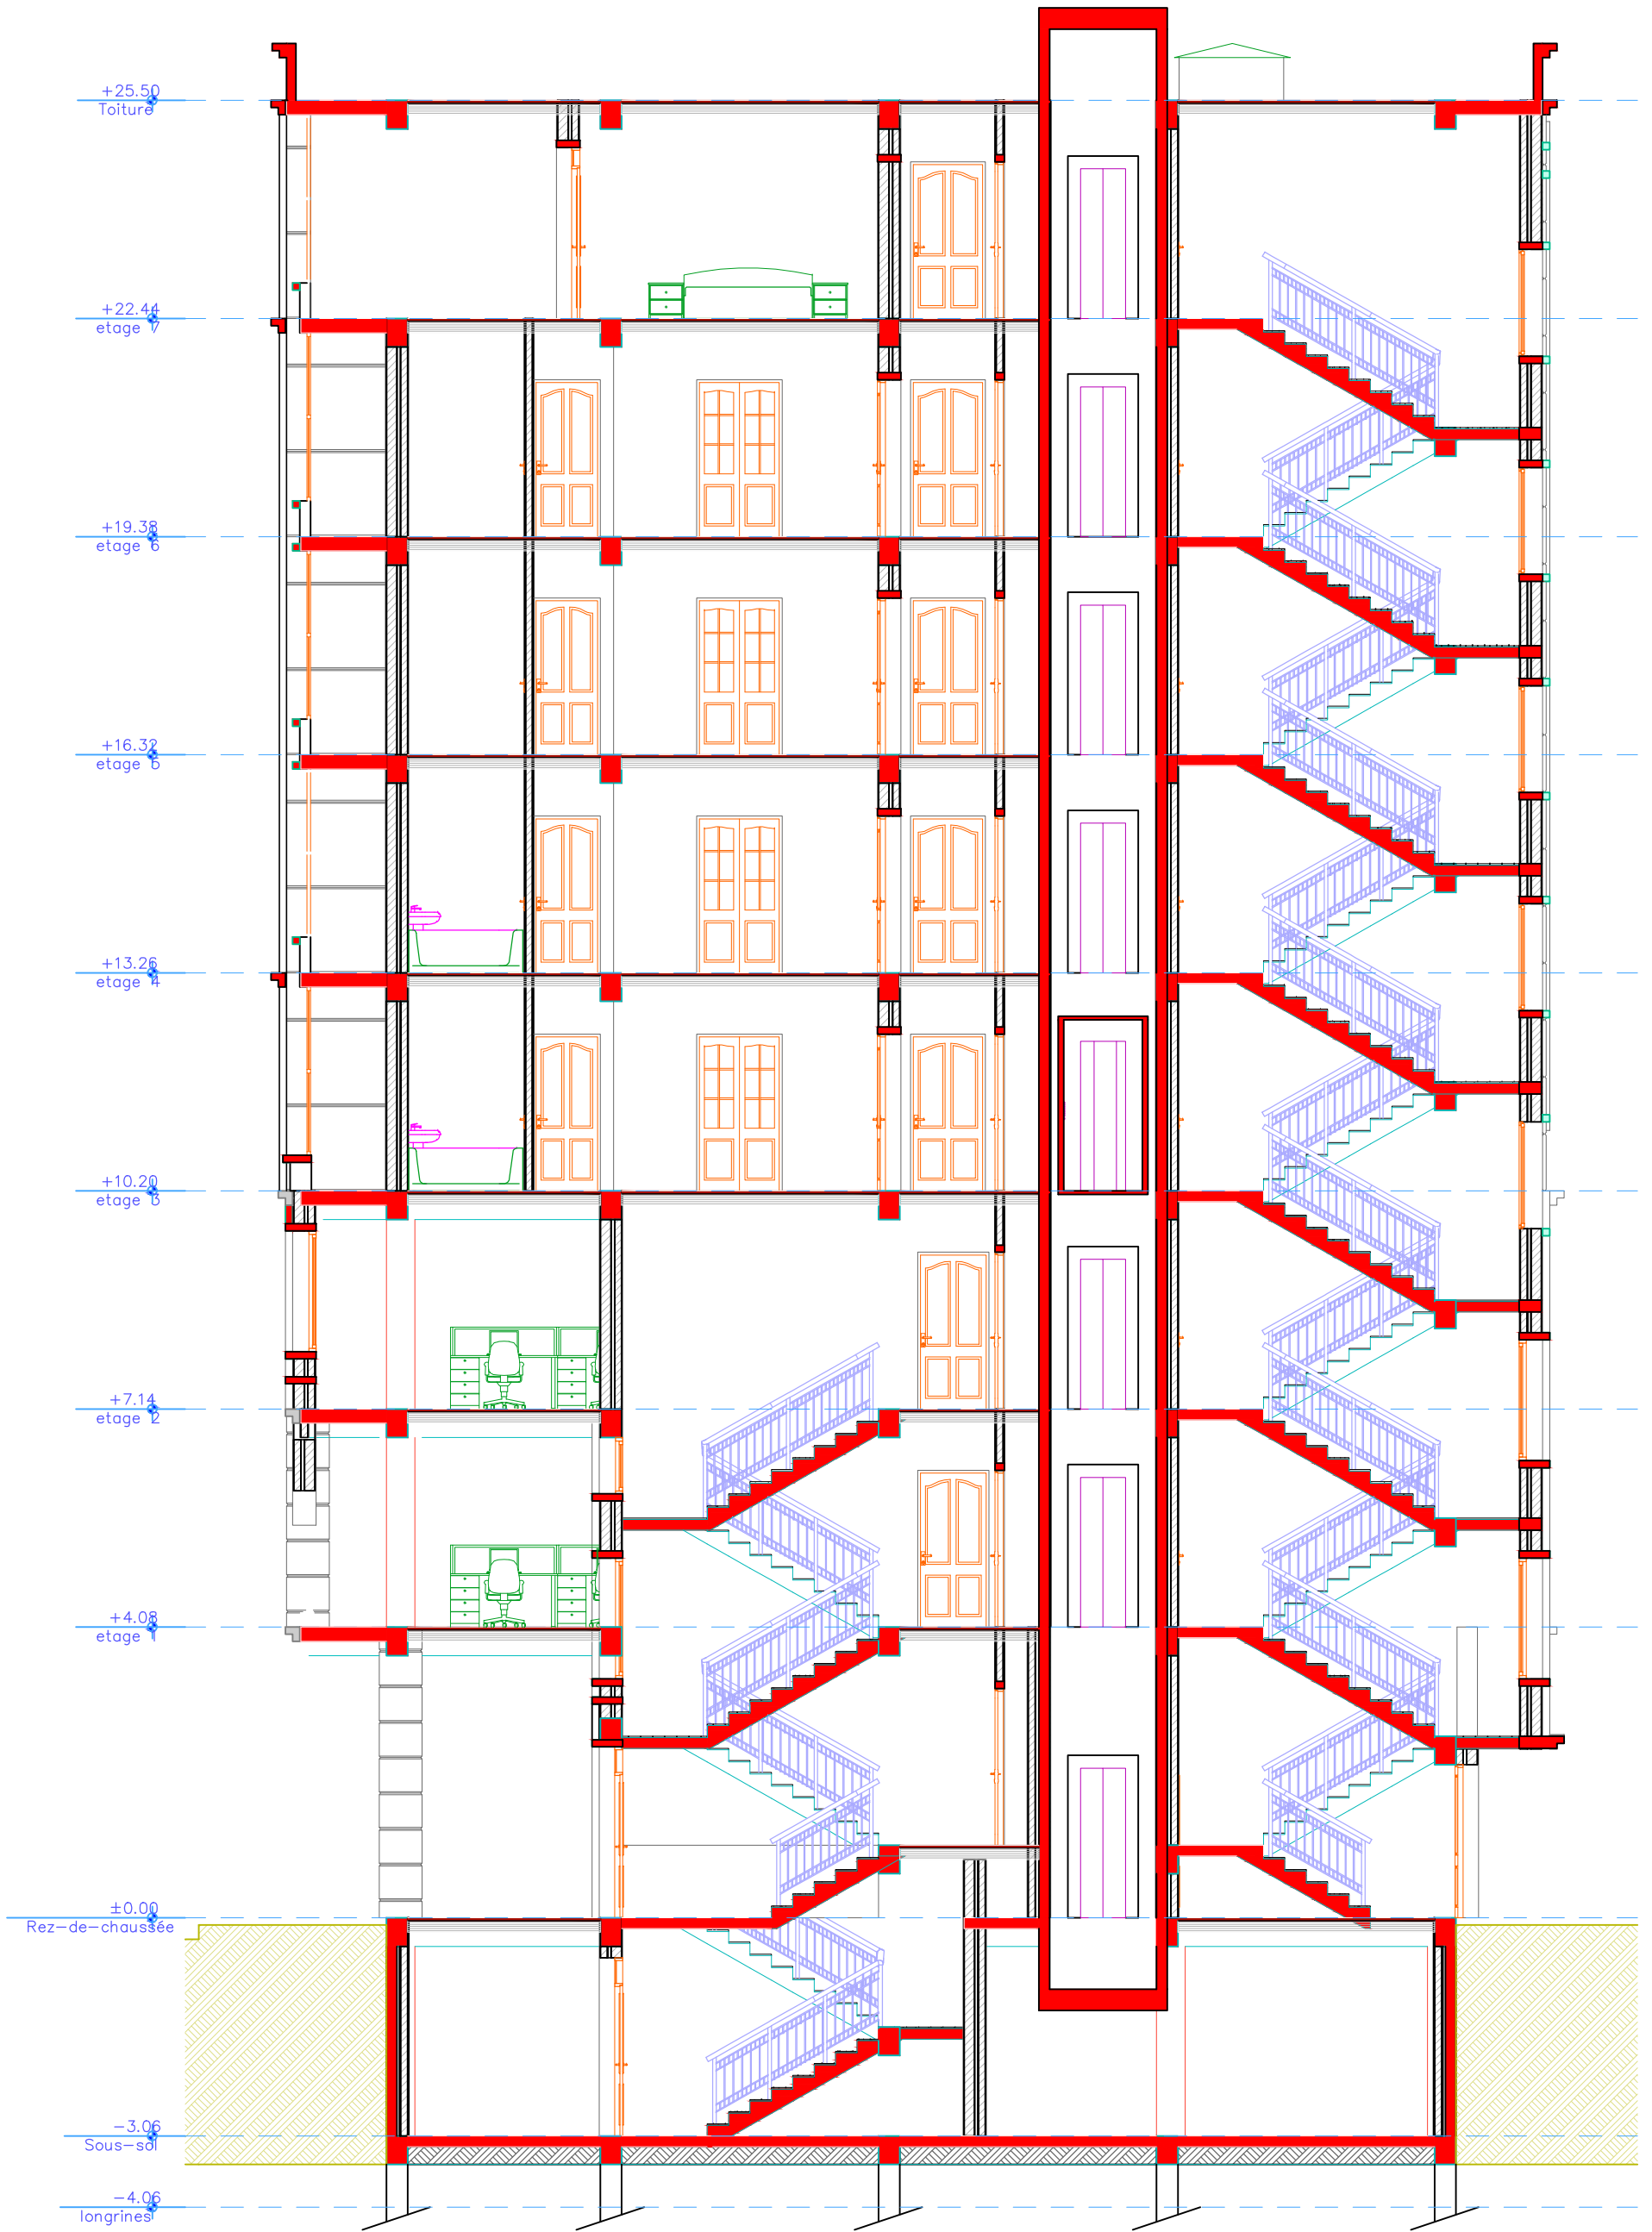 +25.50
Toiture
+22.44
etage 7
+19.38
etage 6
+16.32
etage 5
+13.26
etage 4
+10.20
etage 3
+7.14
etage 2
+4.08
etage 1
±0.00
Rez-de-chaussée
-3.06
Sous-sol
-4.06
longrines